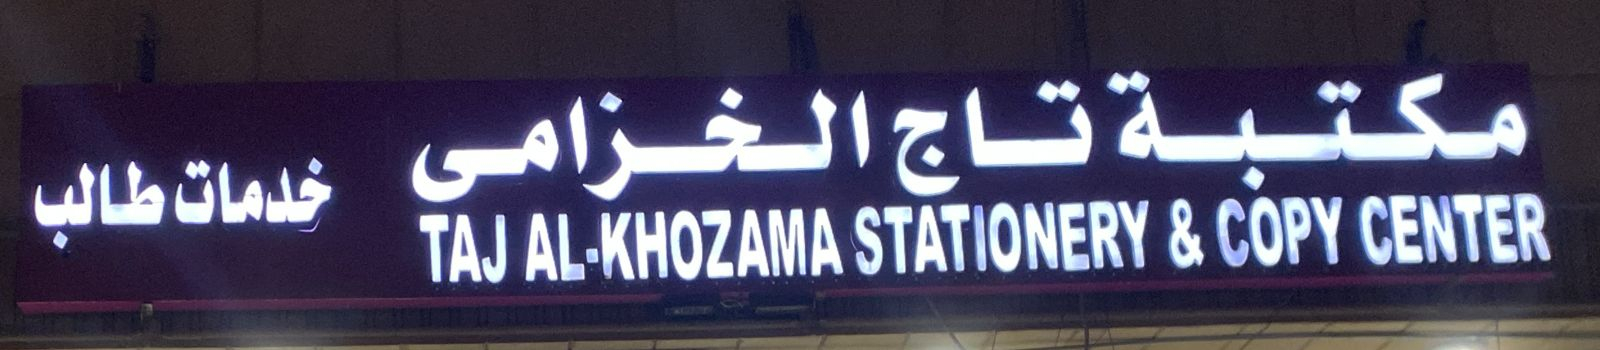 مكتبة تاج الخزامى
TAJ AL-KHOZAMA STATIONERY & COPY CENTER
خدمات طالب